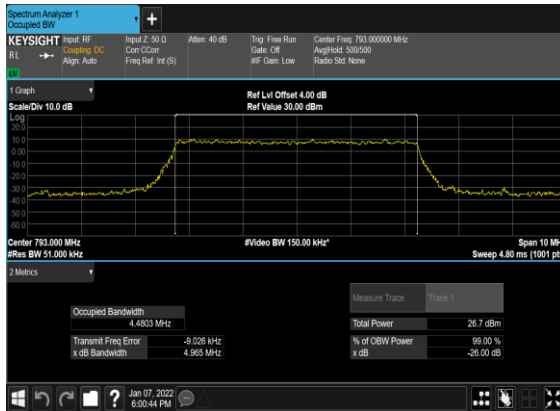 Spectrum Analyzer 1
Occupied BW
KEYSIGHT
R L
Input: RF
Coupling: DC
Align: Auto
Input Z: 50 Ω
Corr CCorr
Freq Ref: Int (S)
Atten: 40 dB
Trig: Free Run
Gate: Off
#IF Gain: Low
Center Freq: 793.000000 MHz
Avg|Hold: 500/500
Radio Std: None
1 Graph
Scale/Div 10.0 dB
Ref Lvl Offset 4.00 dB
Ref Value 30.00 dBm
Log
20.0
10.0
0.00
-10.0
-20.0
-30.0
-40.0
-50.0
-60.0
Center 793.000 MHz
#Res BW 51.000 kHz
#Video BW 150.00 kHz*
Span 10 MH
Sweep 4.80 ms (1001 pt
2 Metrics
Measure Trace
Trace 1
Occupied Bandwidth
4.4803 MHz
Total Power
26.7 dBm
Transmit Freq Error
-9.026 kHz
% of OBW Power
99.00 %
x dB Bandwidth
4.965 MHz
x dB
-26.00 dB
Jan 07, 2022
6:00:44 PM